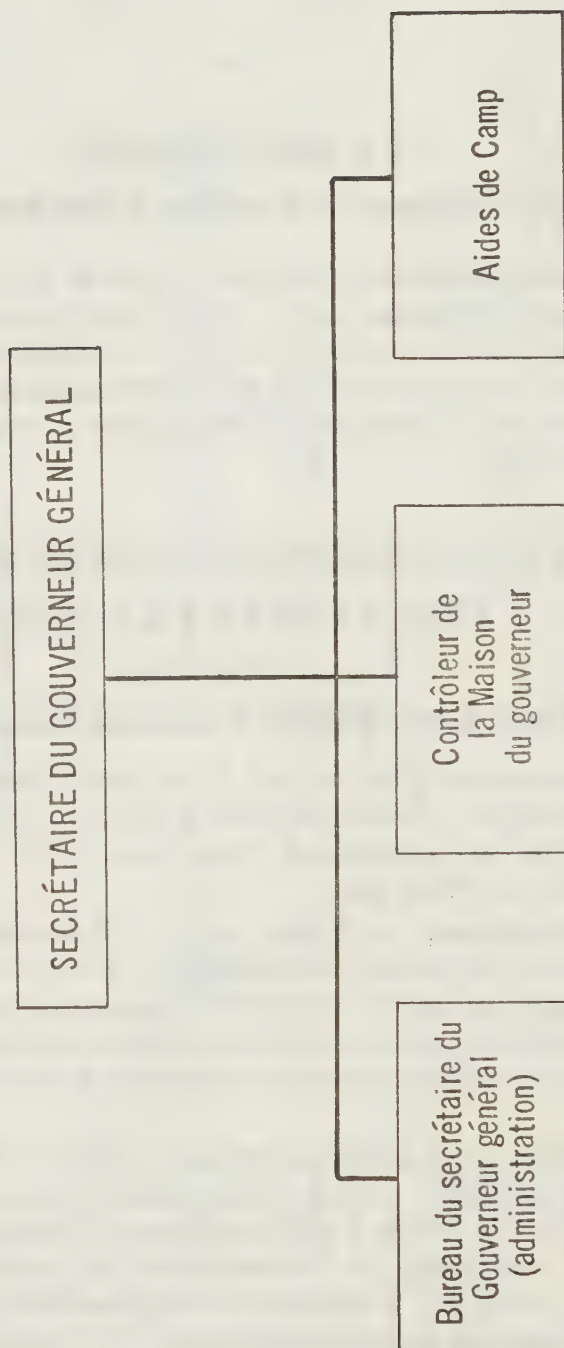 SECRÉTAIRE DU GOUVERNEUR GÉNÉRAL
Bureau du secrétaire du
Gouverneur général
(administration)
Contrôleur de
la Maison
du gouverneur
Aides de Camp